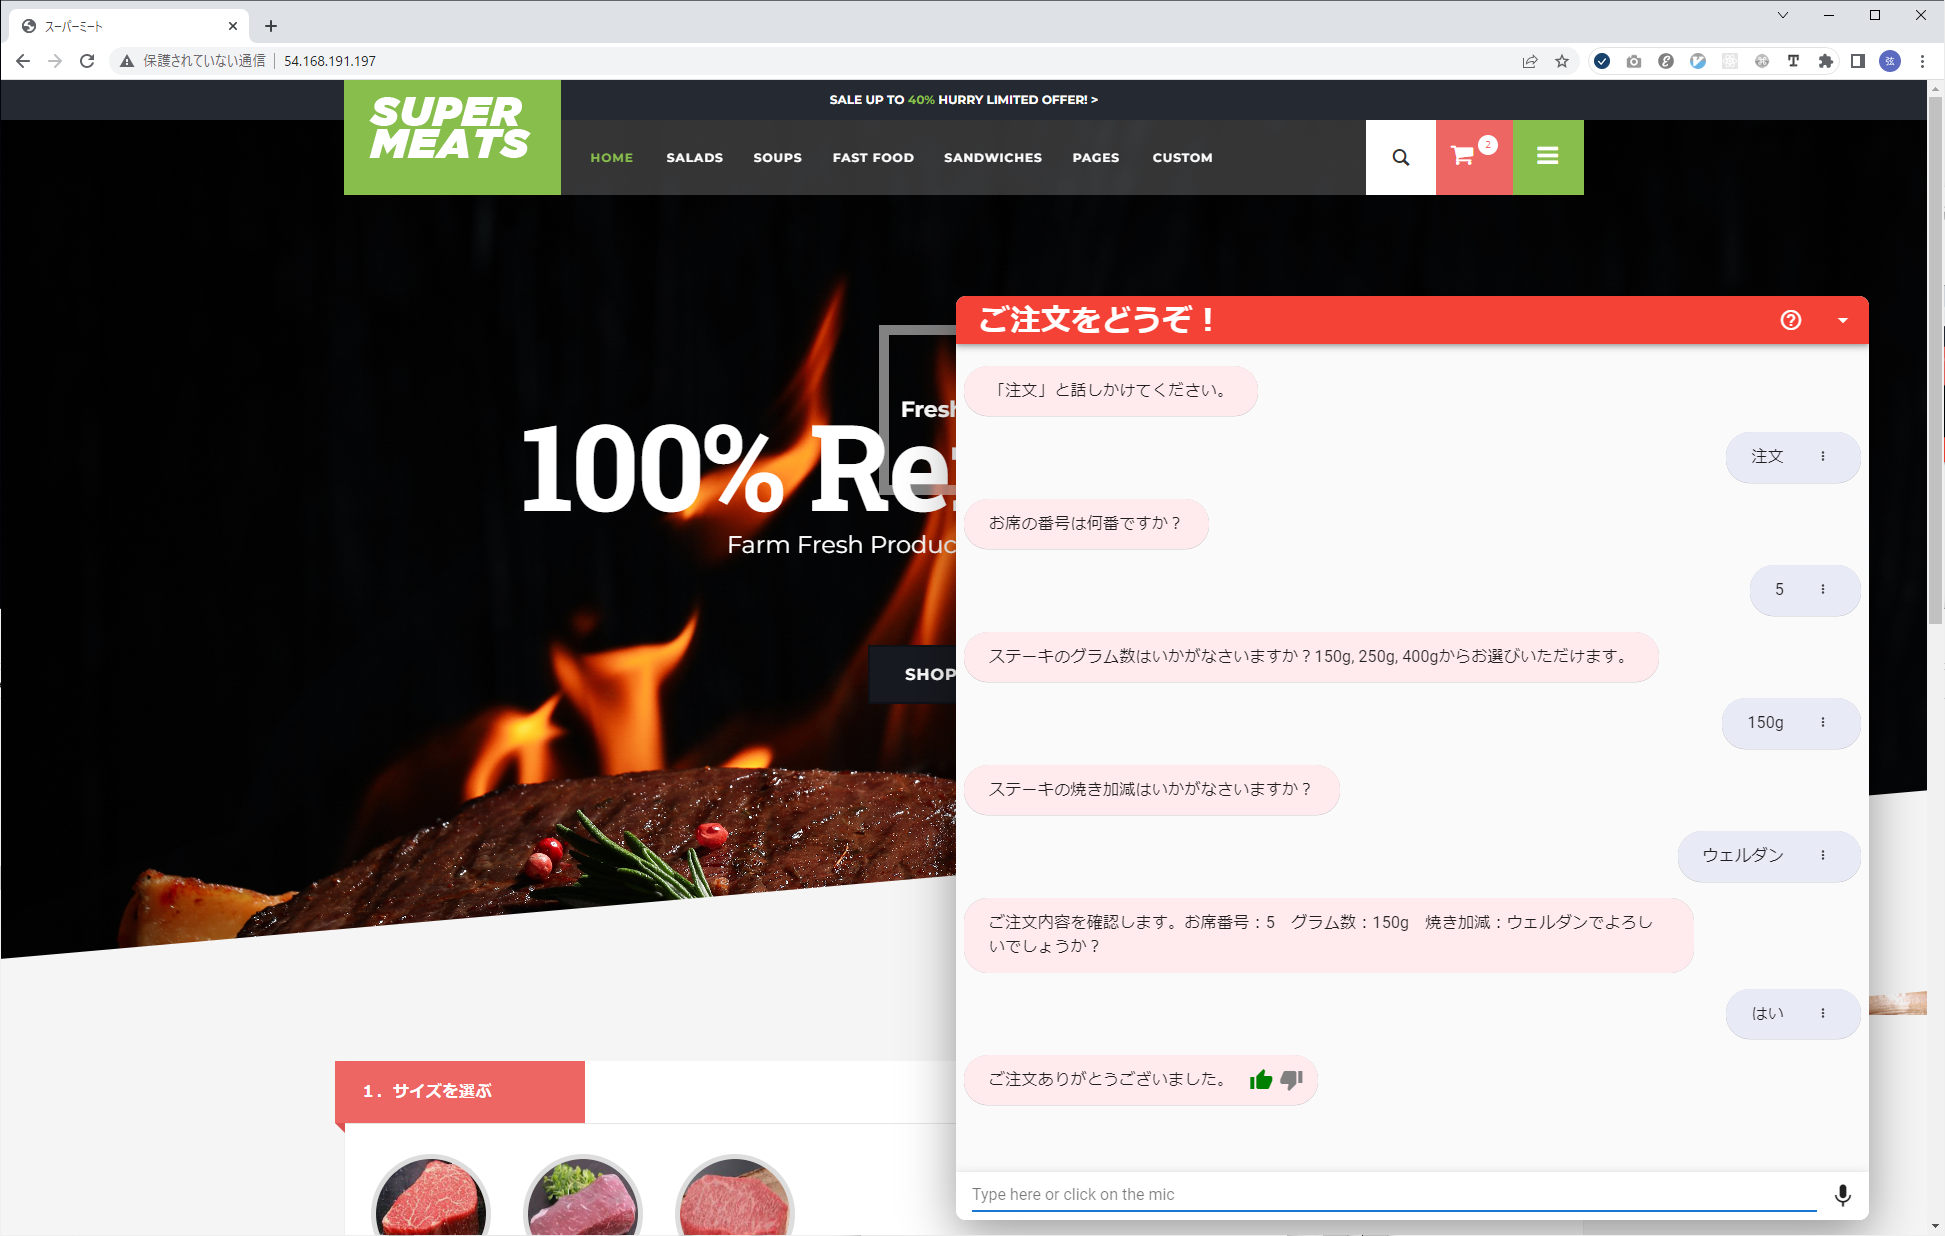 スーパーミート
保護されていない通信 | 54.168.191.197
弦
SALE UP TO 40% HURRY LIMITED OFFER! >
SUPER
MEATS
HOME SALADS SOUPS FAST FOOD SANDWICHES PAGES CUSTOM
2
Fresh
100%
Farm Fresh Produc
SHOP
ご注文をどうぞ！
「注文」と話しかけてください。
注文
お席の番号は何番ですか？
5
ステーキのグラム数はいかがなさいますか？150g, 250g, 400gからお選びいただけます。
150g
ステーキの焼き加減はいかがなさいますか？
ウェルダン
ご注文内容を確認します。お席番号：5　グラム数：150g　焼き加減：ウェルダンでよろし
いでしょうか？
はい
ご注文ありがとうございました。
Type here or click on the mic
1. サイズを選ぶ